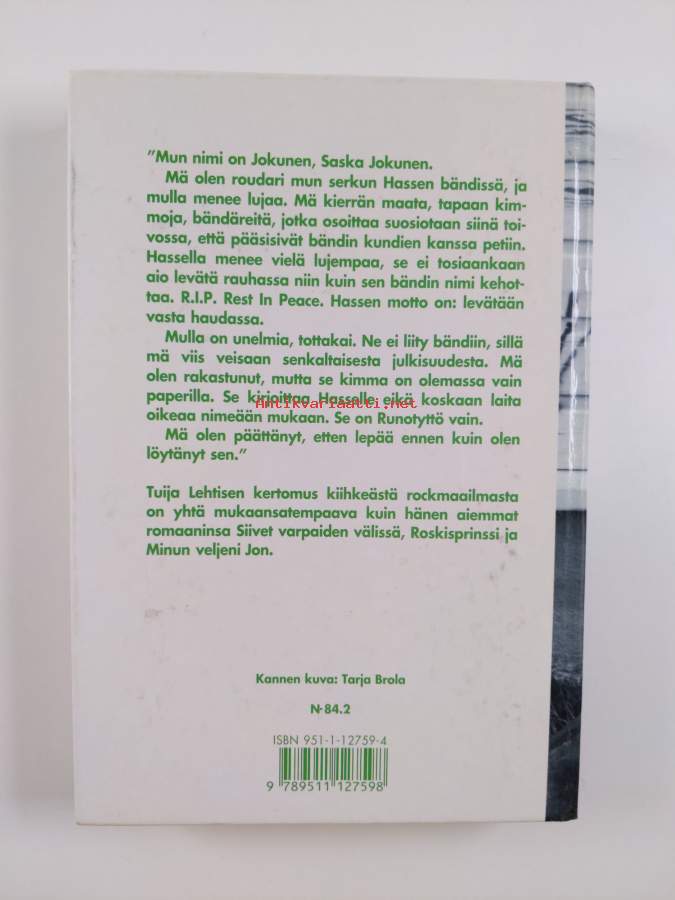 "Mun nimi on Jokunen, Saska Jokunen.
Mä olen roudari mun serkun Hassen bändissä, ja
mulla menee lujaa. Mä kierrän maata, tapaan kim-
moja, bändäreitä, jotka osoittaa suosiotaan siinä toi-
vossa, että pääsisivät bändin kundien kanssa petiin.
Hassella menee vielä lujempaa, se ei tosiaankaan
aio levätä rauhassa niin kuin sen bändin nimi kehot-
taa. R.I.P. Rest In Peace. Hassen motto on: levätään
vasta haudassa.
Mulla on unelmia, tottakai. Ne ei liity bändiin, sillä
mä viis veisaan senkaltaisesta julkisuudesta. Mä
olen rakastunut, mutta se kimma on olemassa vain
paperilla. Se kirjoittaa Hasselle eikä koskaan laita
Antikvariaatti.net
oikeaa nimeään mukaan. Se on Runotyttö vain.
Mä olen päättänyt, etten lepää ennen kuin olen
löytänyt sen."
Tuija Lehtisen kertomus kiihkeästä rockmaailmasta
on yhtä mukaansatempaava kuin hänen aiemmat
romaaninsa Siivet varpaiden välissä, Roskisprinssi ja
Minun veljeni Jon.
Kannen kuva: Tarja Brola
N-84.2
ISBN 951-1-12759-4
9 789511 127598